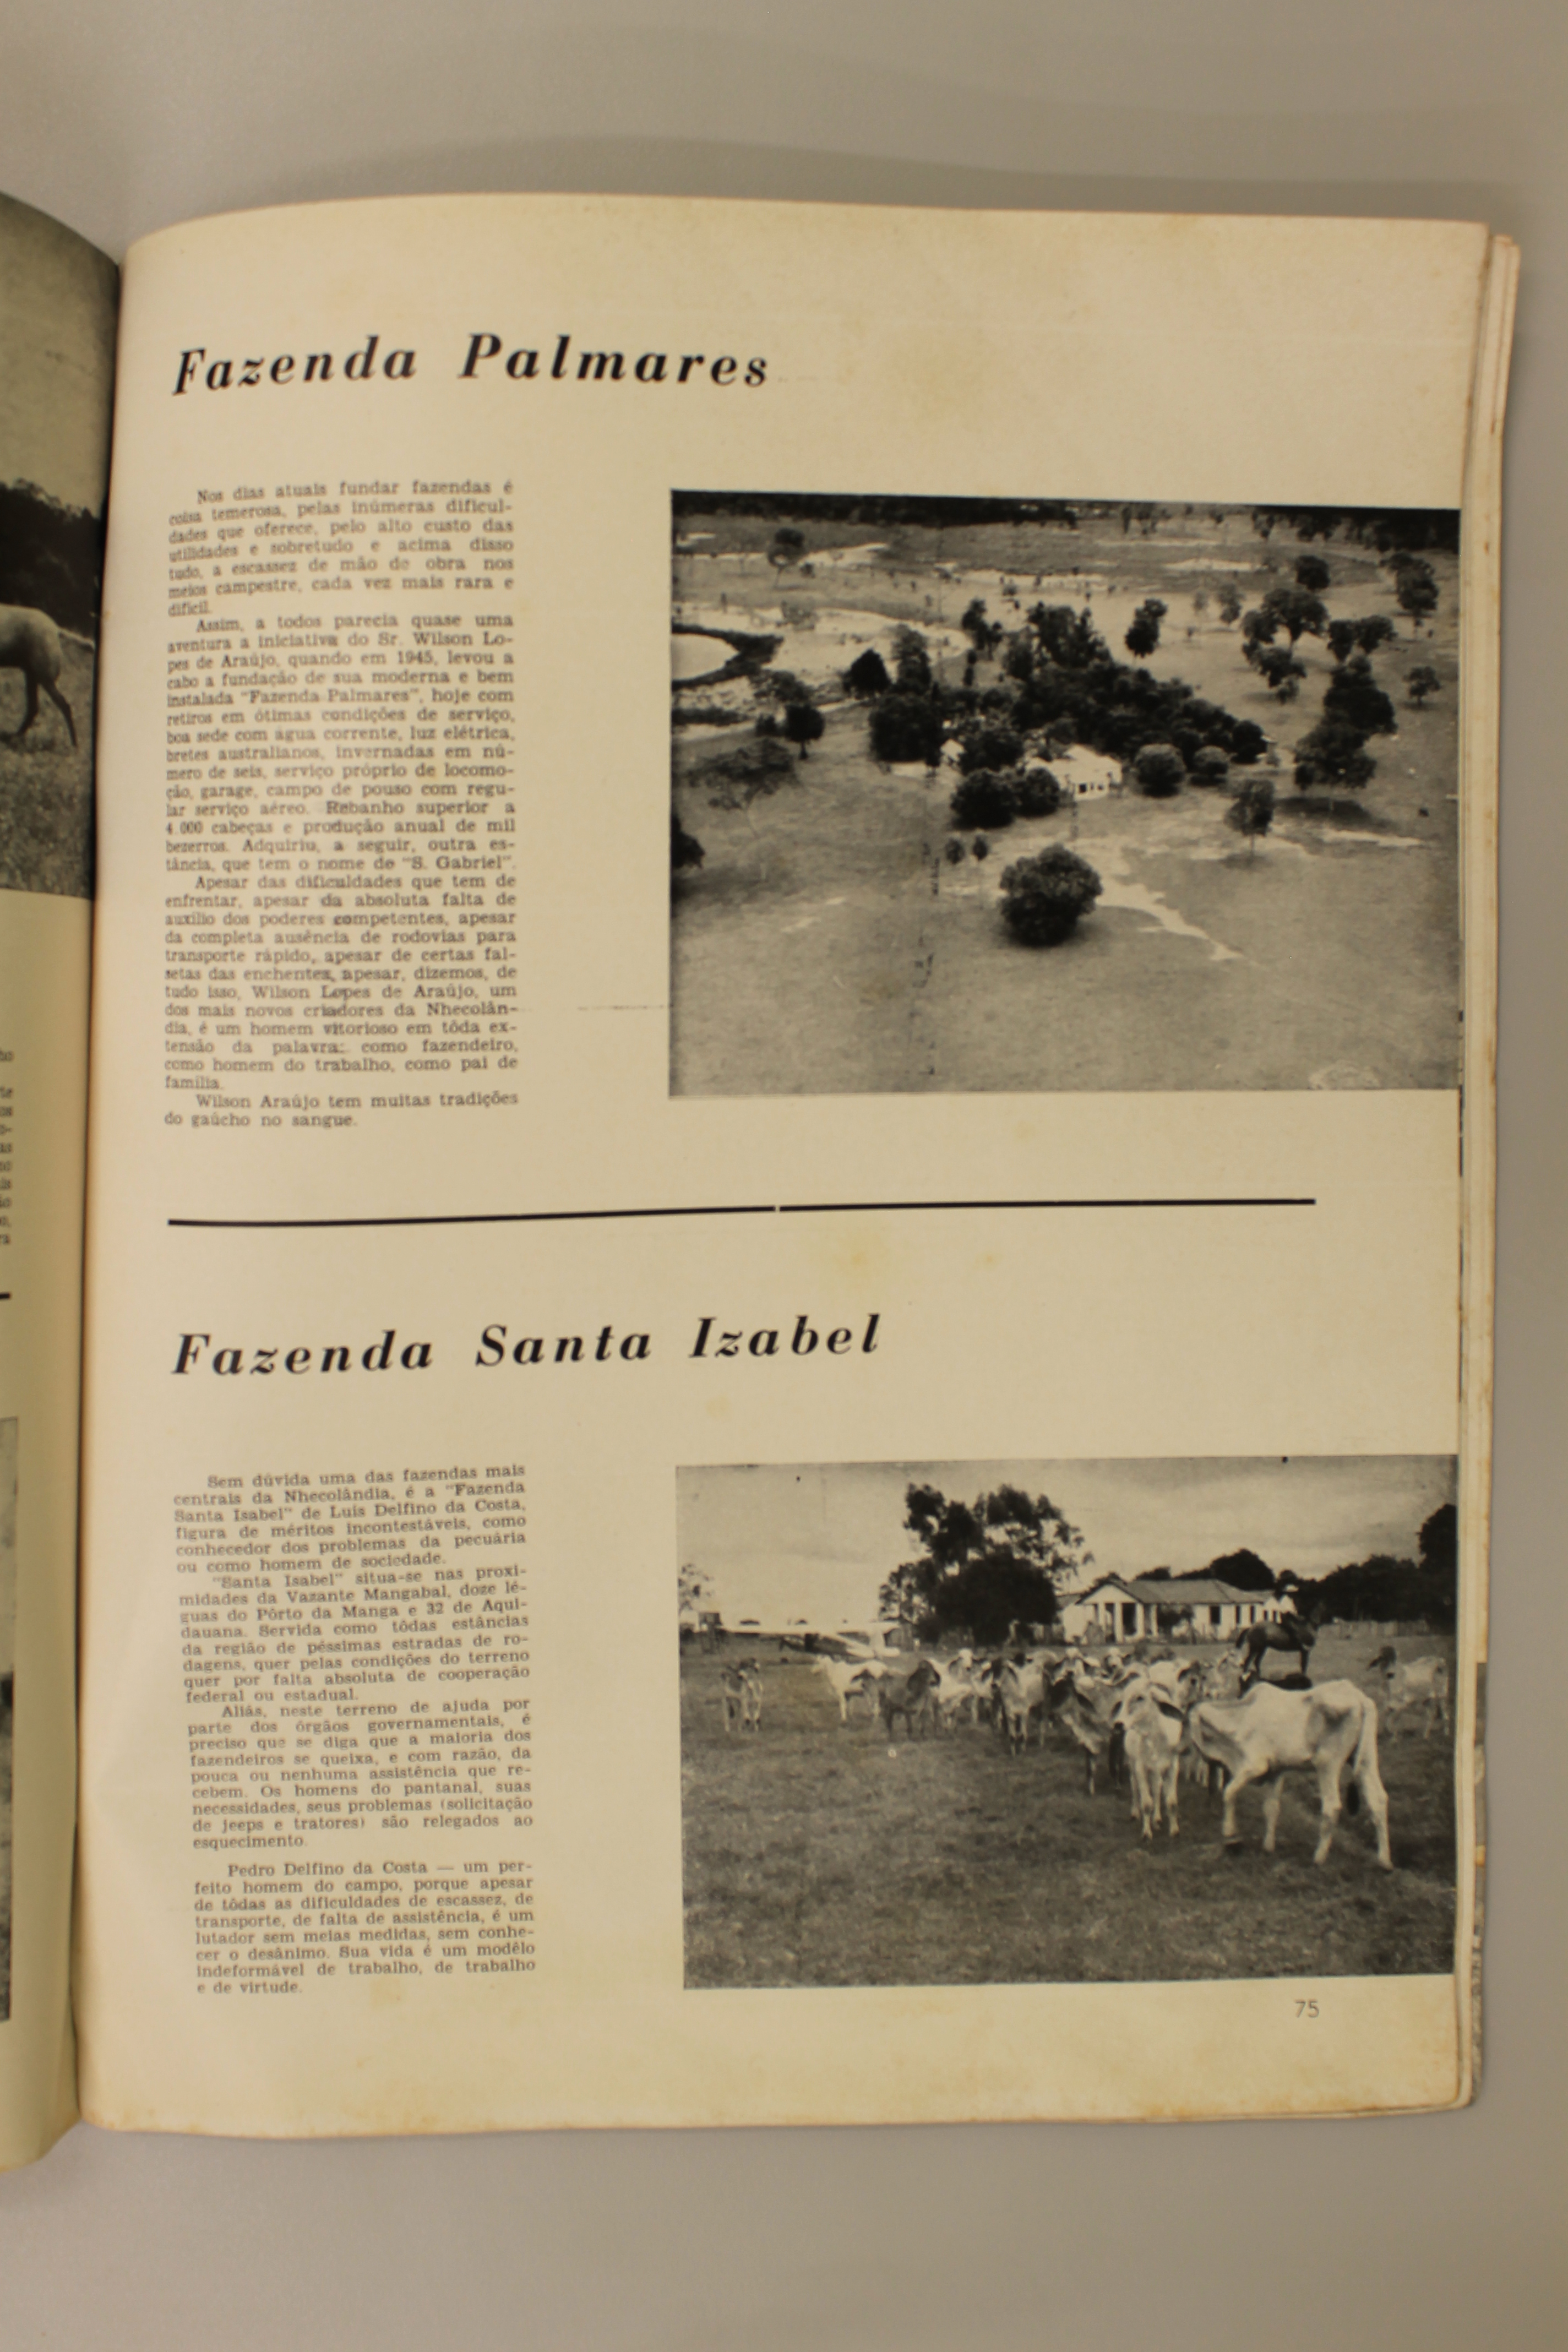 Fazenda Palmares
Nos dias atuais fundar fazendas é
coisa temerosa, pelas inúmeras dificul-
dades que oferece, pelo alto custo das
utilidades e sobretudo e acima disso
tudo, a escassez de mão de obra nos
meios campestre, cada vez mais rara e
difícil.
Assim, a todos parecia quase uma
aventura a iniciativa do Sr. Wilson Lo-
pes de Araújo, quando em 1945, levou a
cabo a fundação de sua moderna e bem
instalada "Fazenda Palmares", hoje com
retiros em ótimas condições de serviço,
boa sede com água corrente, luz elétrica,
bretes australianos, invernadas em nú-
mero de seis, serviço próprio de locomo-
ção, garage, campo de pouso com regu-
lar serviço aéreo. Rebanho superior a
4.000 cabeças e produção anual de mil
bezerros. Adquiriu, a seguir, outra es-
tância, que tem o nome de "S. Gabriel".
Apesar das dificuldades que tem de
enfrentar, apesar da absoluta falta de
auxílio dos poderes competentes, apesar
da completa ausência de rodovias para
transporte rápido, apesar de certas fal-
setas das enchentes, apesar, dizemos, de
tudo isso, Wilson Lopes de Araújo, um
dos mais novos criadores da Nhecolân-
dia, é um homem vitorioso em tôda ex-
tensão da palavra: como fazendeiro,
como homem do trabalho, como pai de
família.
Wilson Araújo tem muitas tradições
do gaúcho no sangue.
Fazenda Santa Izabel
Sem dúvida uma das fazendas mais
centrais da Nhecolândia, é a "Fazenda
Santa Isabel" de Luis Delfino da Costa,
figura de méritos incontestáveis, como
conhecedor dos problemas da pecuária
ou como homem de sociedade.
"Santa Isabel" situa-se nas proxi-
midades da Vazante Mangabal, doze lé-
guas do Pôrto da Manga e 32 de Aqui-
dauana. Servida como tôdas estâncias
da região de péssimas estradas de ro-
dagens, quer pelas condições do terreno
quer por falta absoluta de cooperação
federal ou estadual.
Aliás, neste terreno de ajuda por
parte dos órgãos governamentais, é
preciso que se diga que a maioria dos
fazendeiros se queixa, e com razão, da
pouca ou nenhuma assistência que re-
cebem. Os homens do pantanal, suas
necessidades, seus problemas (solicitação
de jeeps e tratores) são relegados ao
esquecimento.
Pedro Delfino da Costa — um per-
feito homem do campo, porque apesar
de tôdas as dificuldades de escassez, de
transporte, de falta de assistência, é um
lutador sem meias medidas, sem conhe-
cer o desânimo. Sua vida é um modêlo
indeformável de trabalho, de trabalho
e de virtude.
75